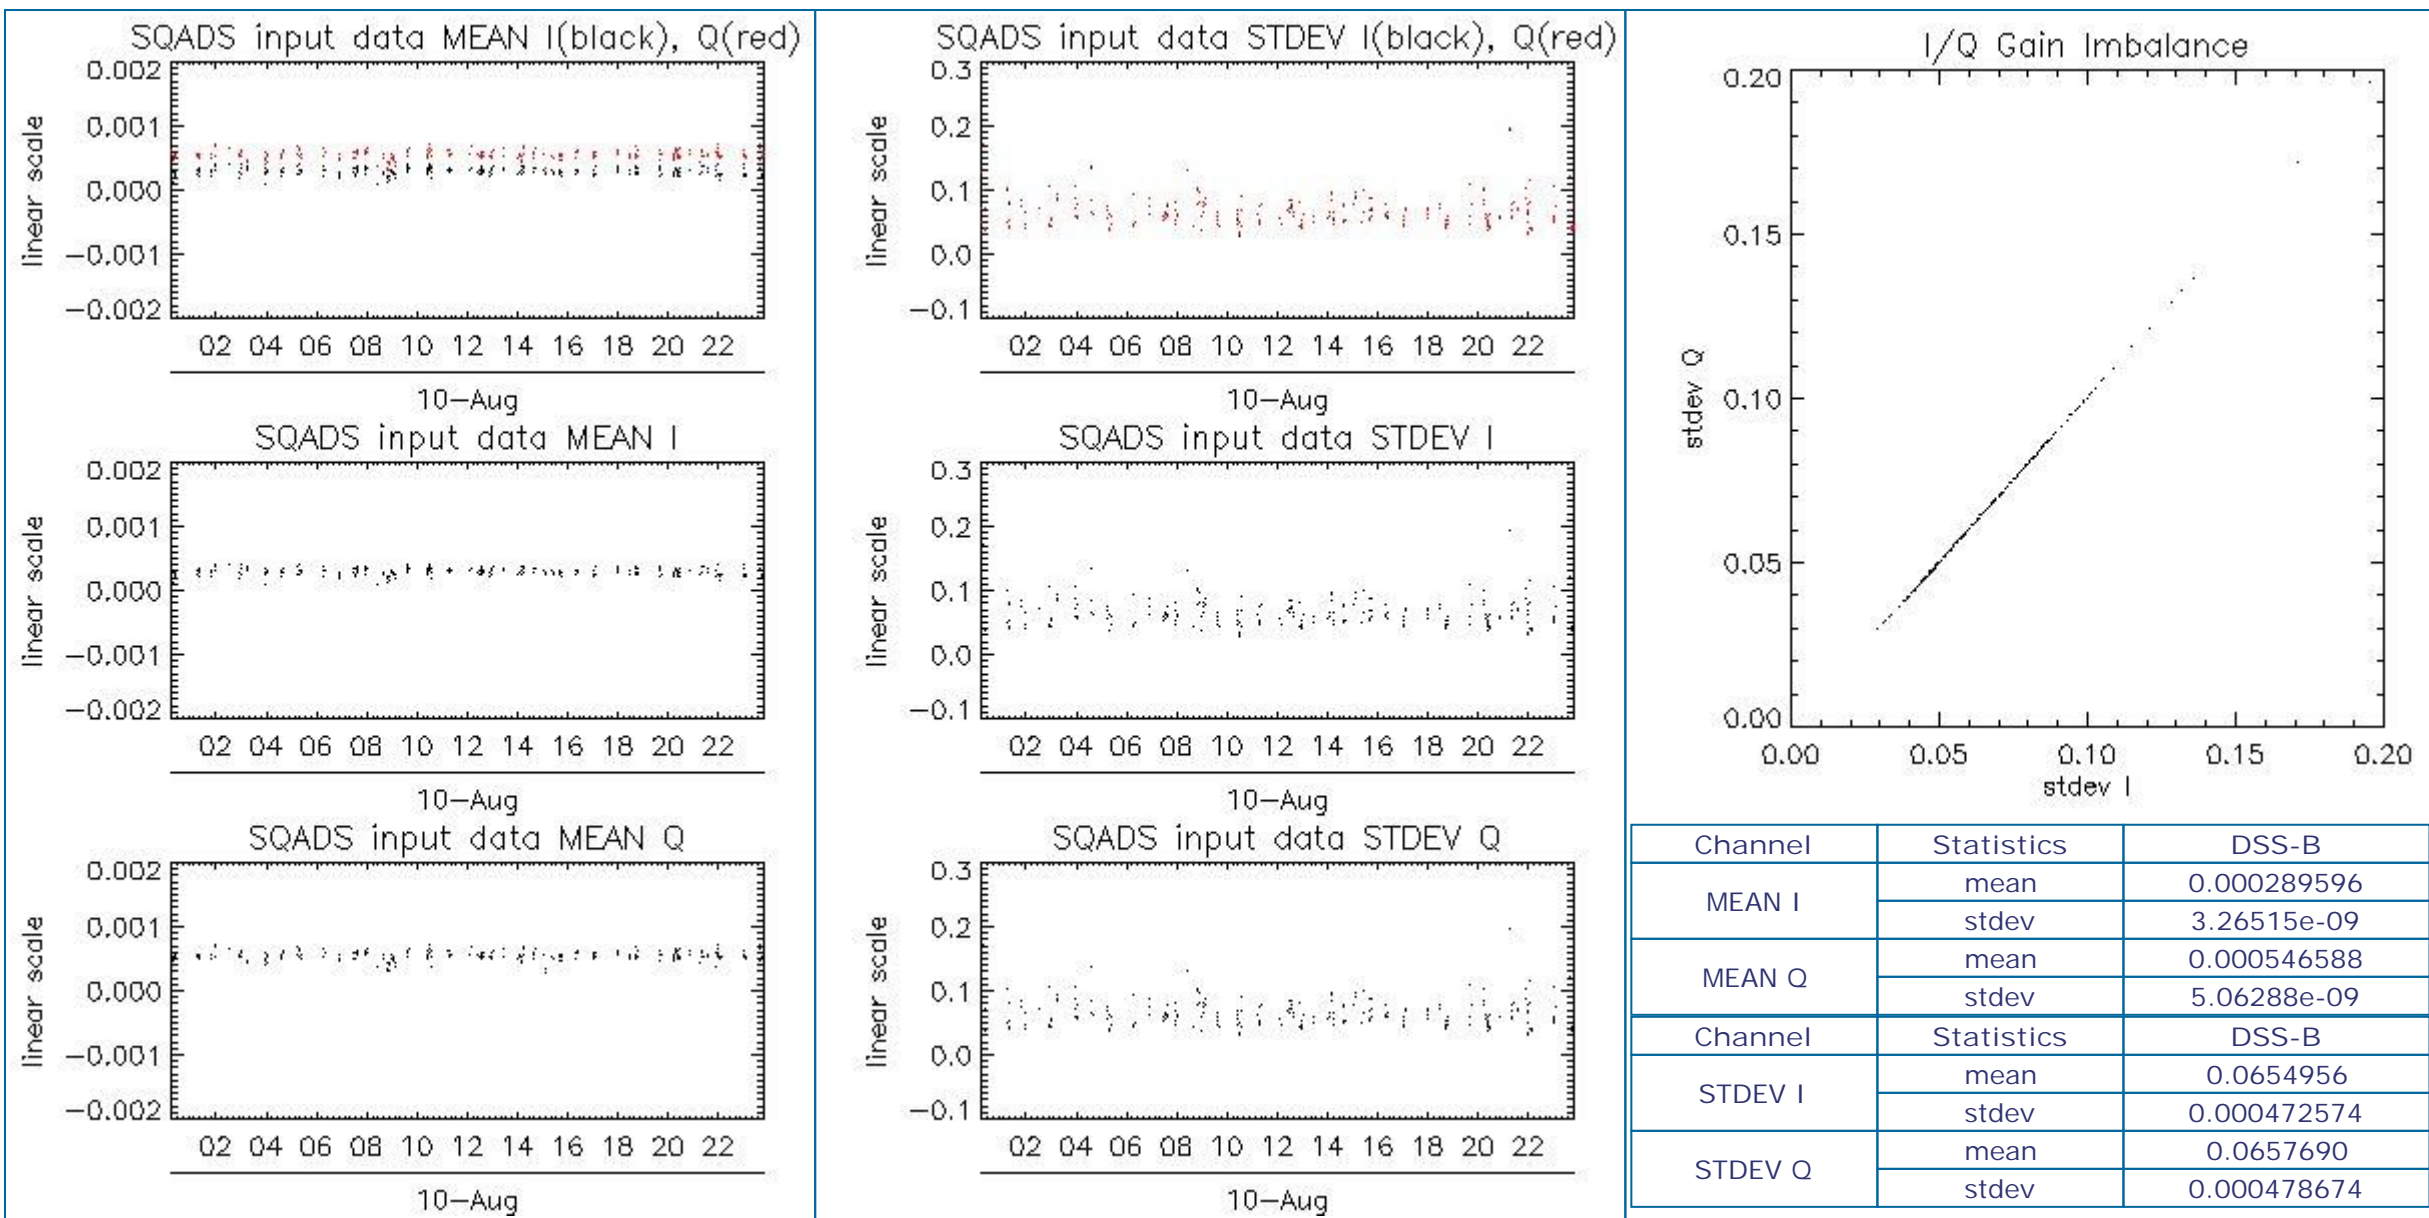 SQADS input data MEAN I(black), Q(red)
0.002
0.001
0.000
−0.001
−0.002
linear scale
02 04 06 08 10 12 14 16 18 20 22
10−Aug
SQADS input data MEAN I
0.002
0.001
0.000
−0.001
−0.002
linear scale
02 04 06 08 10 12 14 16 18 20 22
10−Aug
SQADS input data MEAN Q
0.002
0.001
0.000
−0.001
−0.002
linear scale
02 04 06 08 10 12 14 16 18 20 22
10−Aug
SQADS input data STDEV I(black), Q(red)
0.3
0.2
0.1
0.0
−0.1
linear scale
02 04 06 08 10 12 14 16 18 20 22
10−Aug
SQADS input data STDEV I
0.3
0.2
0.1
0.0
−0.1
linear scale
02 04 06 08 10 12 14 16 18 20 22
10−Aug
SQADS input data STDEV Q
0.3
0.2
0.1
0.0
−0.1
linear scale
02 04 06 08 10 12 14 16 18 20 22
10−Aug
I/Q Gain Imbalance
0.20
0.15
0.10
0.05
0.00
stdev Q
0.00 0.05 0.10 0.15 0.20
stdev I
Channel Statistics DSS-B
MEAN I mean 0.000289596
stdev 3.26515e-09
MEAN Q mean 0.000546588
stdev 5.06288e-09
Channel Statistics DSS-B
STDEV I mean 0.0654956
stdev 0.000472574
STDEV Q mean 0.0657690
stdev 0.000478674